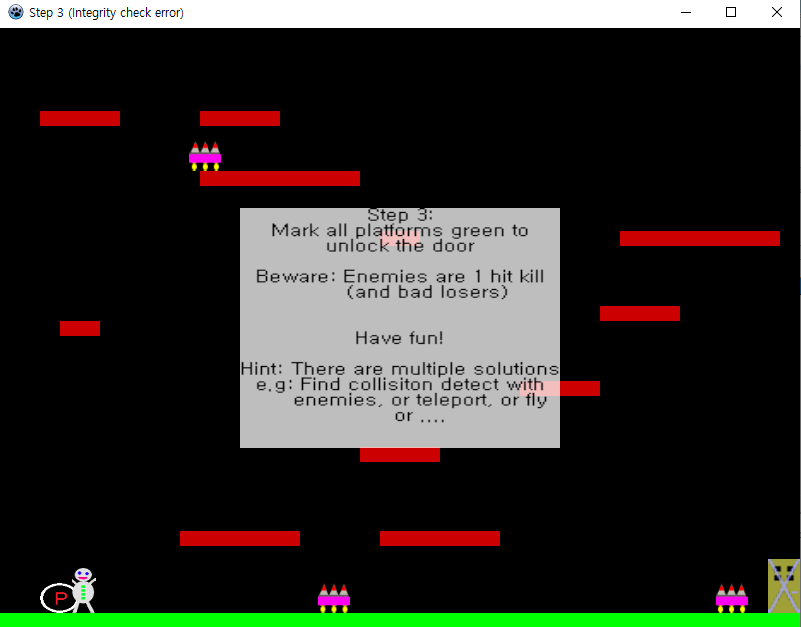 Step 3 (Integrity check error)
Step 3:
Mark all platforms green to
unlock the door
Beware: Enemies are 1 hit kill
(and bad losers)
Have fun!
Hint: There are multiple solutions
e.g: Find collisiton detect with
enemies, or teleport, or fly
or ....
P